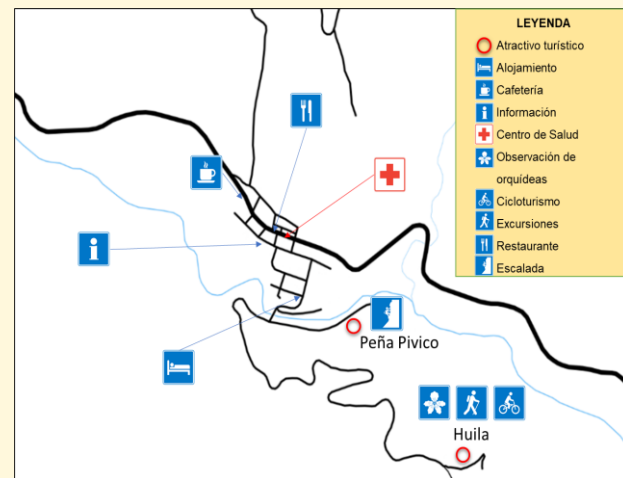 LEYENDA
Atractivo turístico
Alojamiento
Cafetería
Información
Centro de Salud
Observación de
orquídeas
Cicloturismo
Excursiones
Restaurante
Escalada
Peña Pivico
Huila